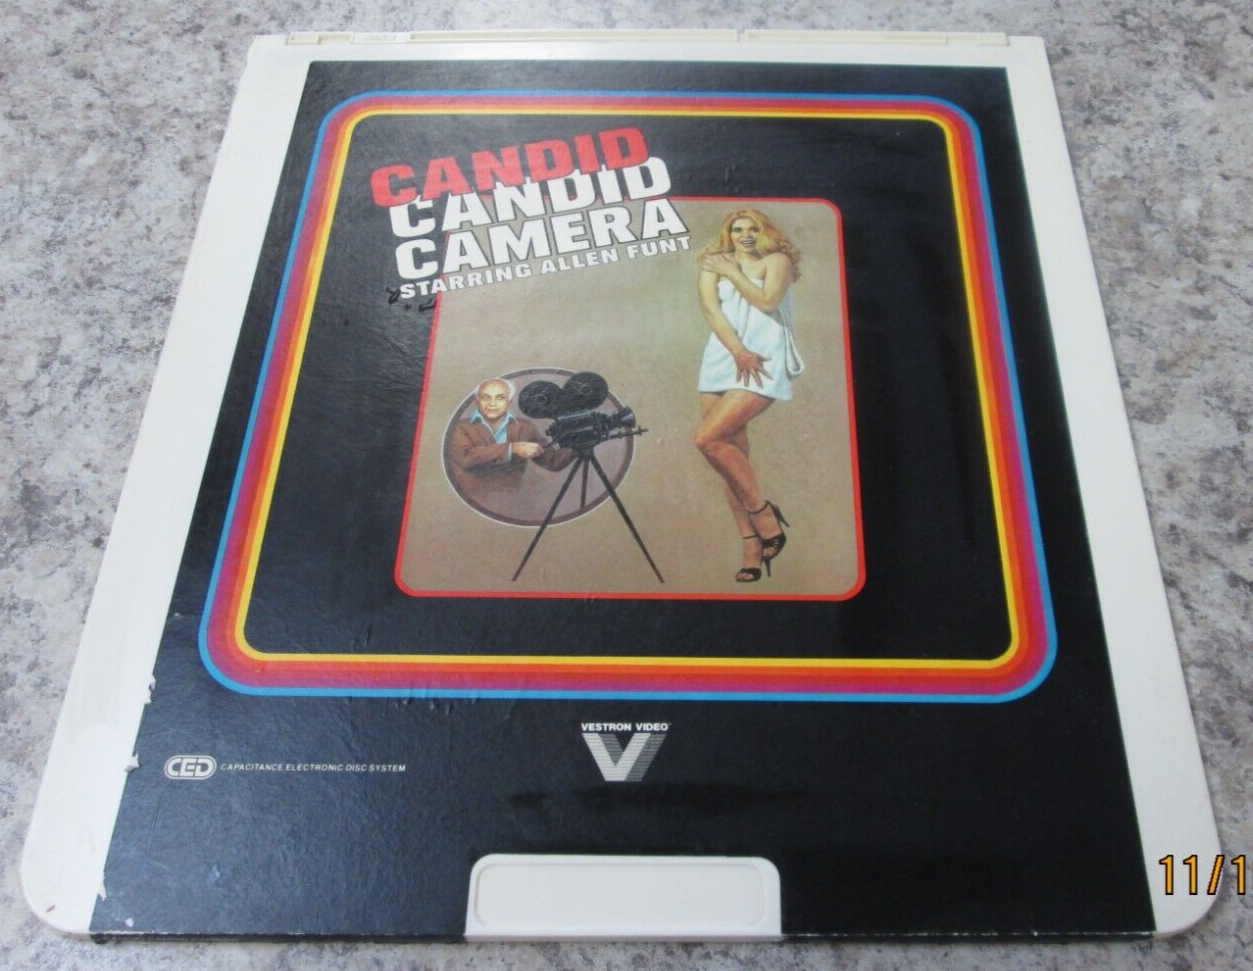 CANDID
CANDID
CAMERA
STARRING ALLEN FUNT
VESTRON VIDEO
V
CED CAPACITANCE ELECTRONIC DISC SYSTEM
11/1